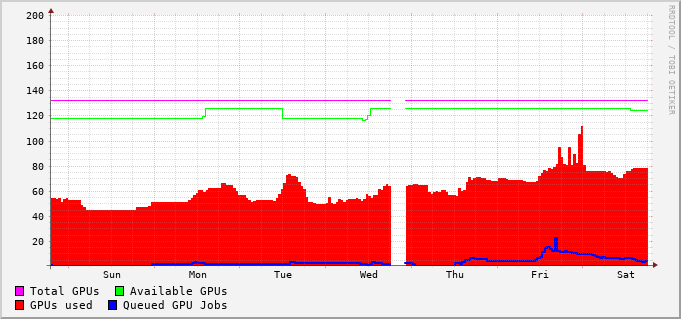 200
180
160
140
120
100
80
60
40
20
Sun Mon Tue Wed Thu Fri Sat
Total GPUs Available GPUs
GPUs used Queued GPU Jobs
RRDTOOL / TOBI OETIKER